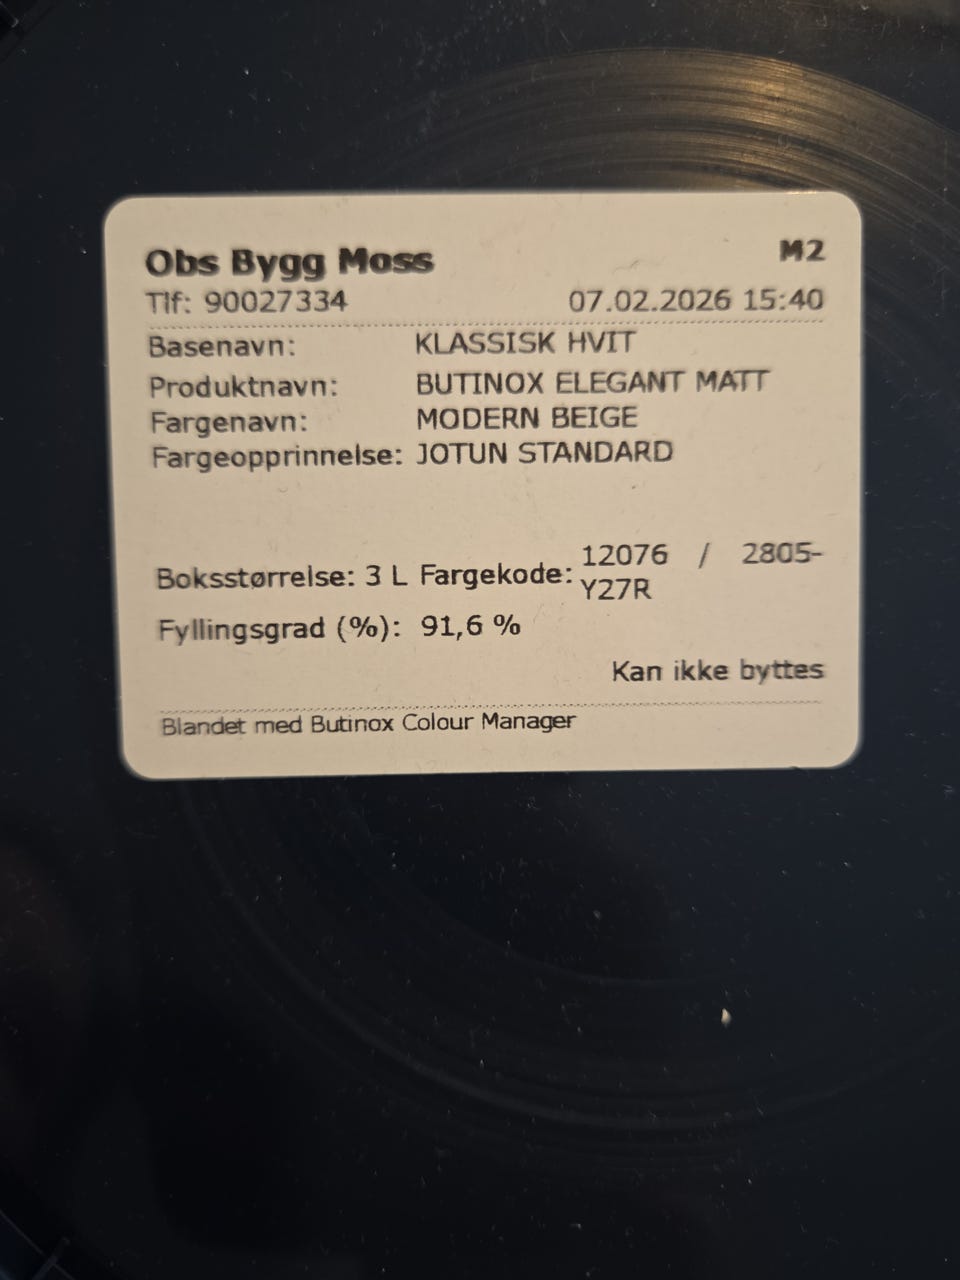 Obs Bygg Moss M2
Tlf: 90027334 07.02.2026 15:40
Basenavn: KLASSISK HVIT
Produktnavn: BUTINOX ELEGANT MATT
Fargenavn: MODERN BEIGE
Fargeopprinnelse: JOTUN STANDARD
Boksstørrelse: 3 L Fargekode: 12076 / 2805-
Y27R
Fyllingsgrad (%): 91,6 %
Kan ikke byttes
Blandet med Butinox Colour Manager